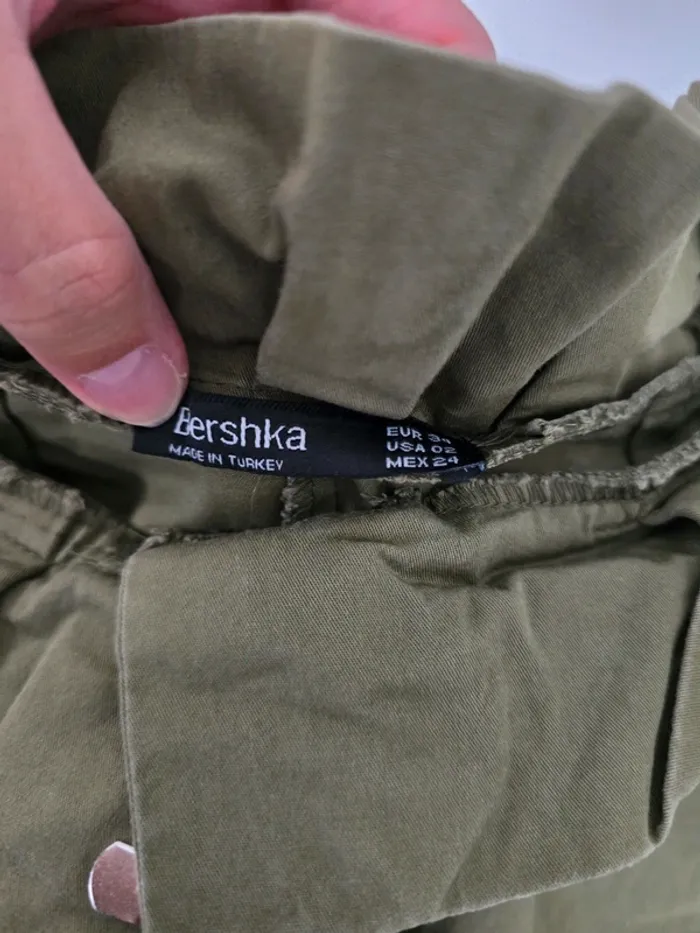 Bershka
MADE IN TURKEY
EUR 34
USA 02
MEX 24